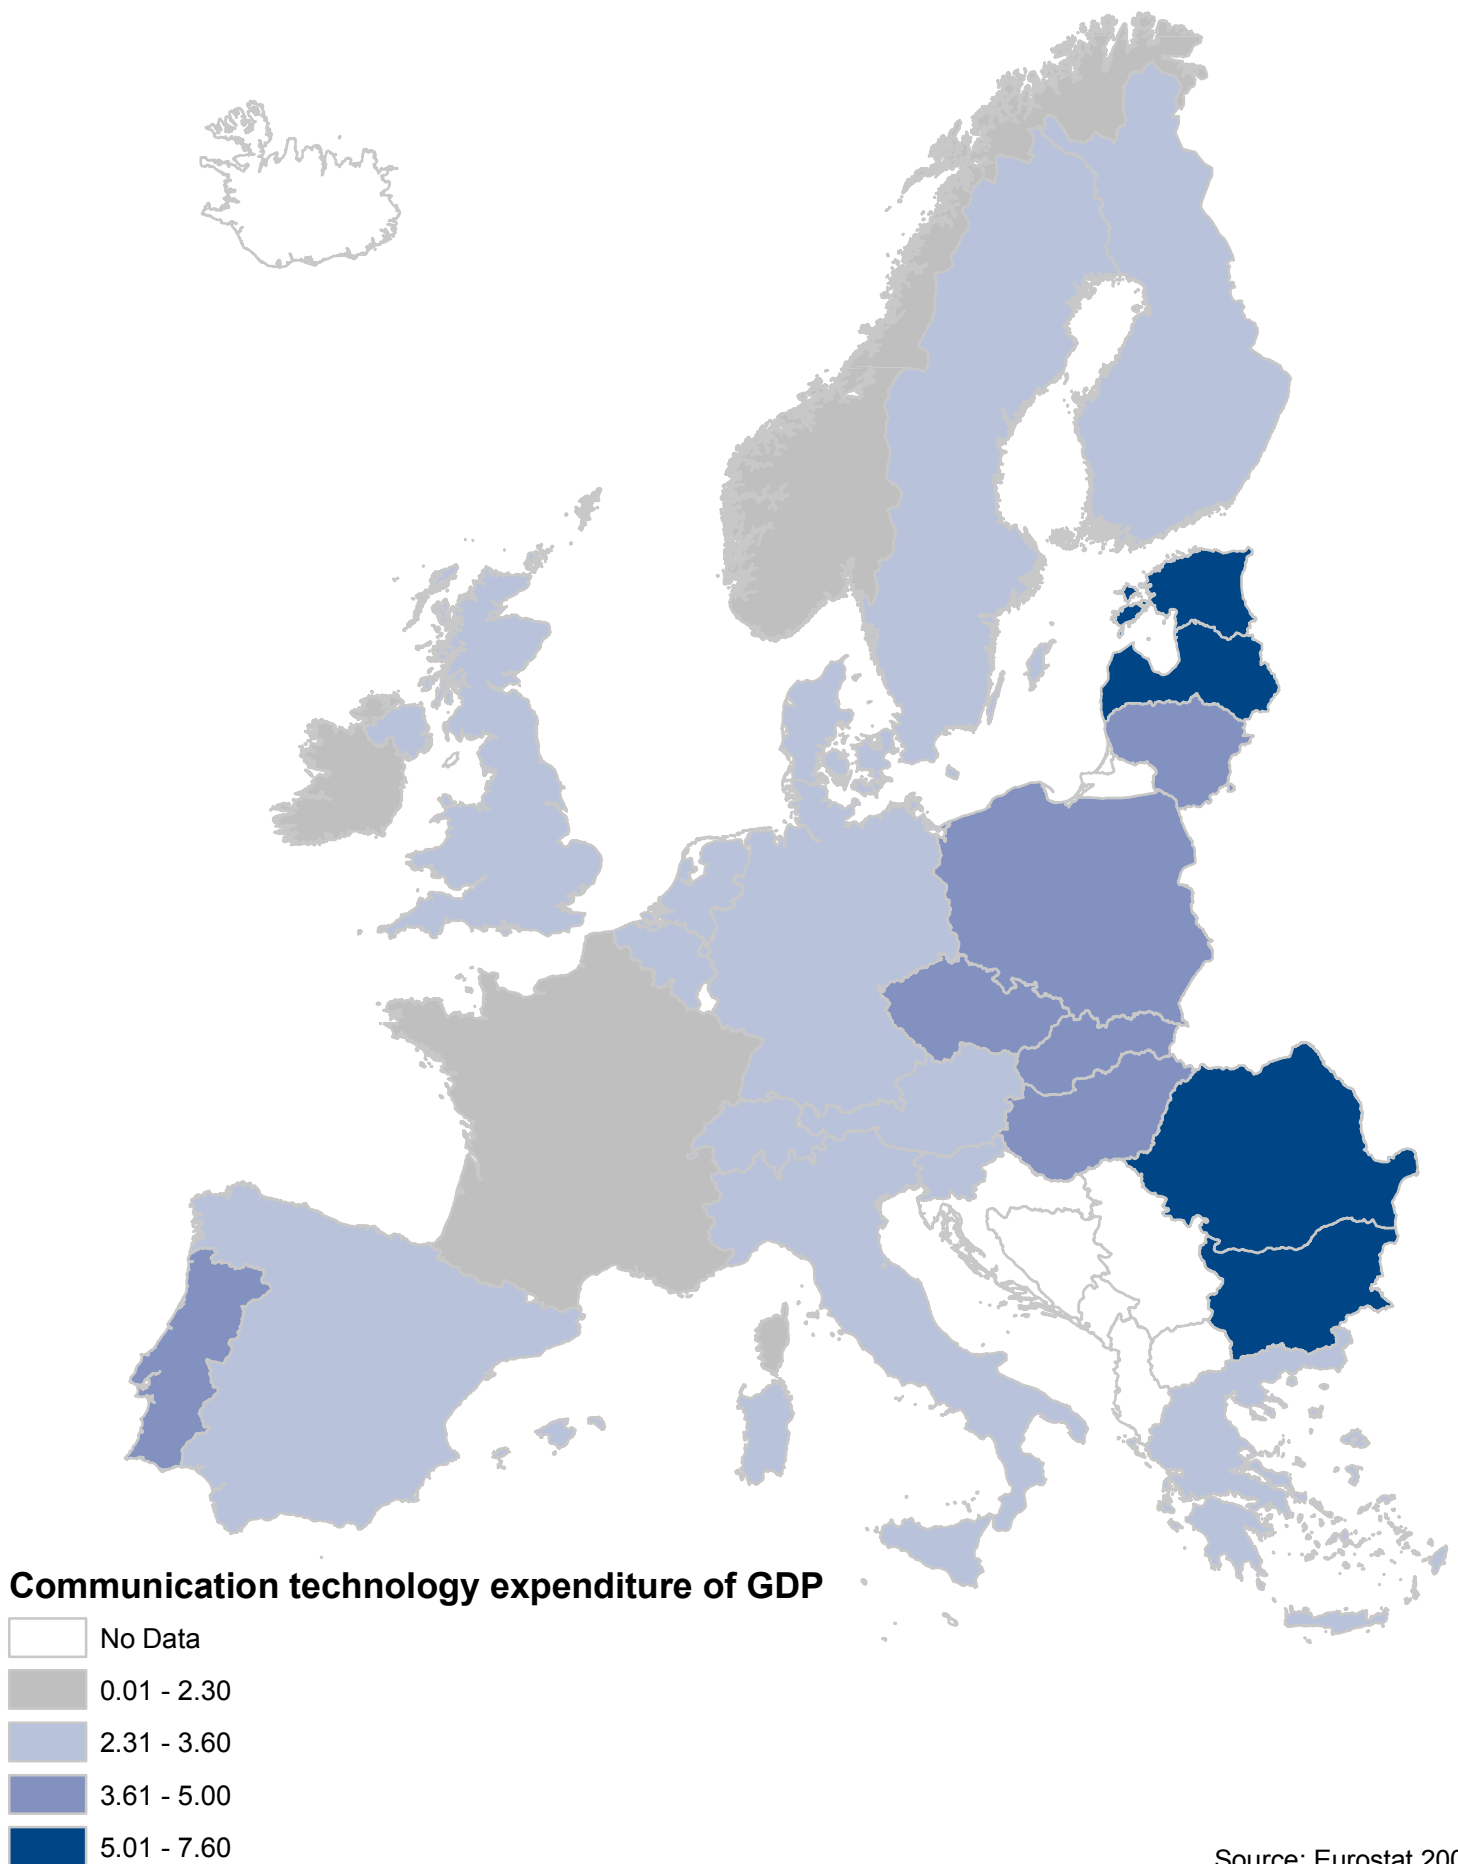 Communication technology expenditure of GDP
No Data
0.01 - 2.30
2.31 - 3.60
3.61 - 5.00
5.01 - 7.60
Source: Eurostat 200